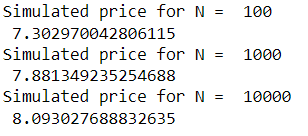 Simulated price for N =  100
 7.302970042806115
Simulated price for N =  1000
 7.881349235254688
Simulated price for N =  10000
 8.093027688832635